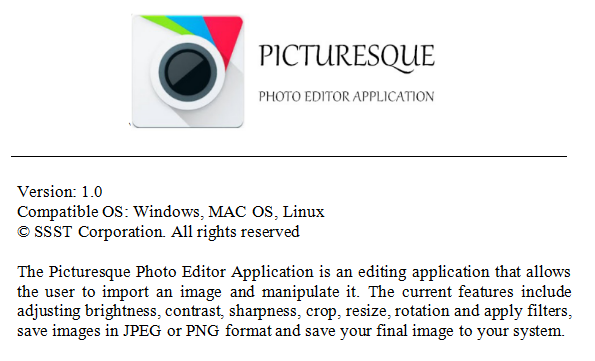 PICTURESQUE
PHOTO EDITOR APPLICATION
Version: 1.0
Compatible OS: Windows, MAC OS, Linux
© SSST Corporation. All rights reserved
The Picturesque Photo Editor Application is an editing application that allows
the user to import an image and manipulate it. The current features include
adjusting brightness, contrast, sharpness, crop, resize, rotation and apply filters,
save images in JPEG or PNG format and save your final image to your system.